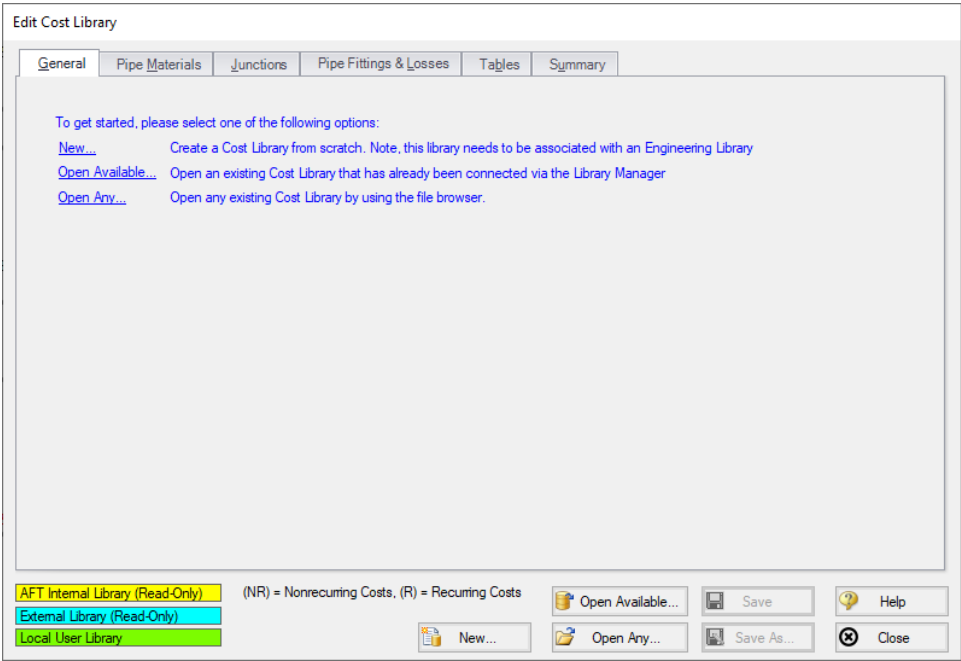 Edit Cost Library
General Pipe Materials Junctions Pipe Fittings & Losses Tables Summary
To get started, please select one of the following options:
New... Create a Cost Library from scratch. Note, this library needs to be associated with an Engineering Library
Open Available... Open an existing Cost Library that has already been connected via the Library Manager
Open Any... Open any existing Cost Library by using the file browser.
AFT Internal Library (Read-Only) (NR) = Nonrecurring Costs, (R) = Recurring Costs Open Available... Save Help
External Library (Read-Only)
Local User Library New... Open Any... Save As... Close